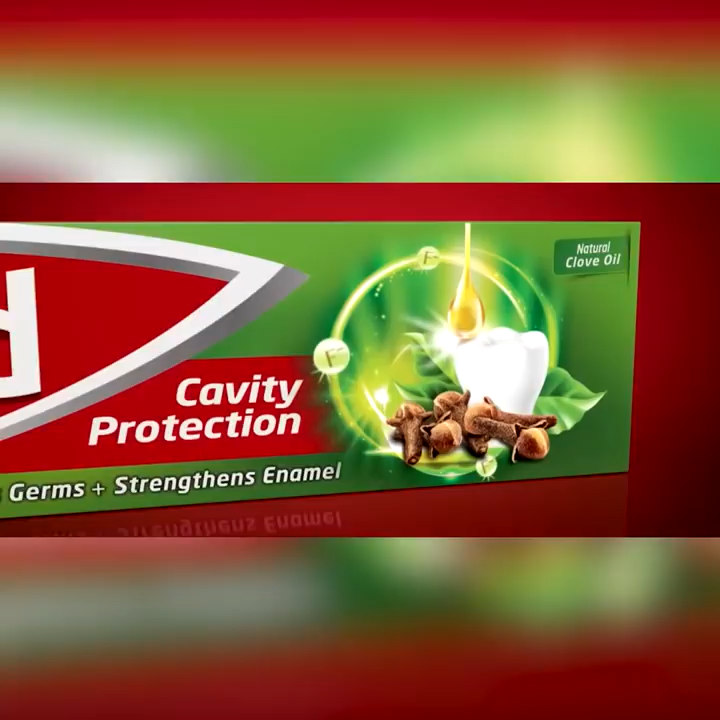 Natural
Clove Oil
F
F
d
Cavity
Protection
Germs + Strengthens Enamel